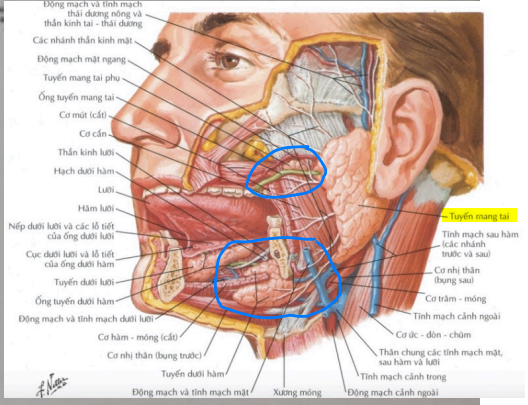 Động mạch và tĩnh mạch
thái dương nông và
thần kinh tai - thái dương
Các nhánh thần kinh mặt
Động mạch mặt ngang
Tuyến mang tai phụ
Ống tuyến mang tai
Cơ mút (cắt)
Cơ cắn
Thần kinh lưỡi
Hạch dưới hàm
Lưỡi
Hãm lưỡi
Nếp dưới lưỡi và các lỗ tiết
của ống dưới lưỡi
Cục dưới lưỡi và lỗ tiết
của ống dưới hàm
Tuyến dưới lưỡi
Ống tuyến dưới hàm
Động mạch và tĩnh mạch dưới lưỡi
Cơ hàm - móng (cắt)
Cơ nhị thân (bụng trước)
Tuyến dưới hàm
Động mạch và tĩnh mạch mặt
Xương móng
Động mạch cảnh ngoài
Tĩnh mạch cảnh trong
Thân chung các tĩnh mạch mặt,
sau hàm và lưỡi
Cơ ức - đòn - chũm
Tĩnh mạch cảnh ngoài
Cơ trâm - móng
Cơ nhị thân
(bụng sau)
Tĩnh mạch sau hàm
(các nhánh
trước và sau)
Tuyến mang tai